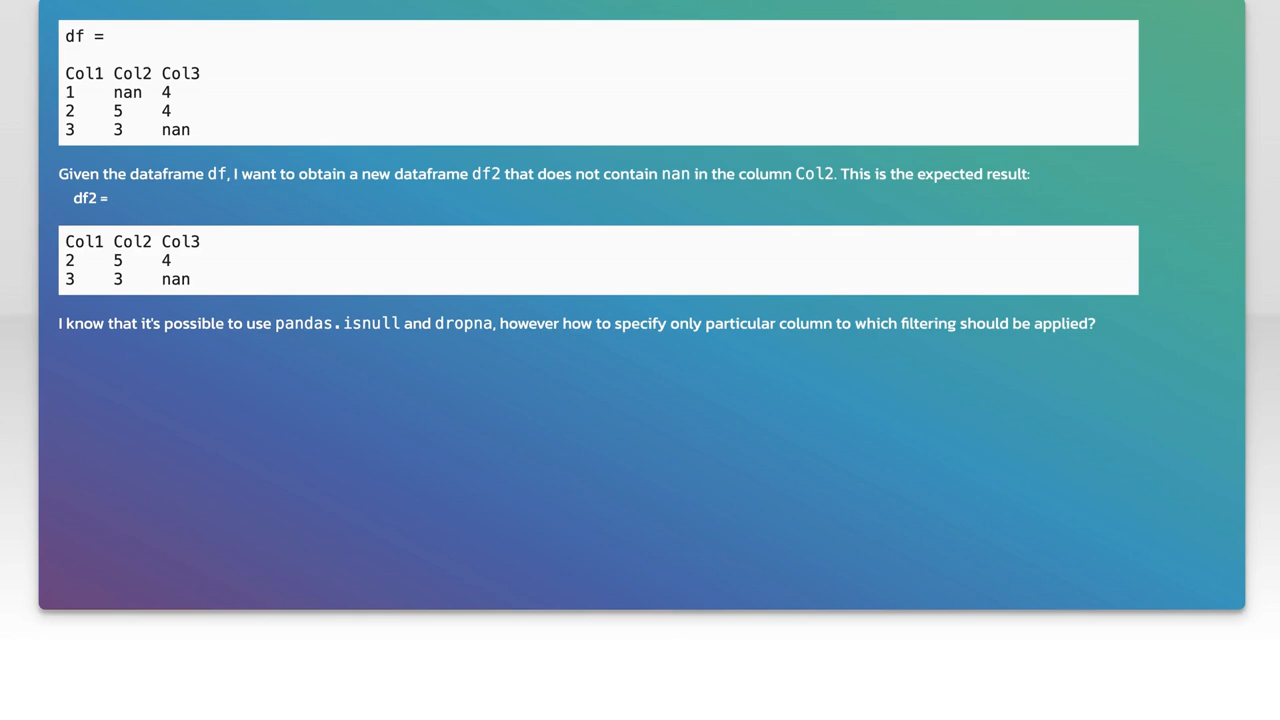 df =
Col1 Col2 Col3
1    nan  4
2    5    4
3    3    nan
Given the dataframe df, I want to obtain a new dataframe df2 that does not contain nan in the column Col2. This is the expected result:
df2 =
Col1 Col2 Col3
2    5    4
3    3    nan
I know that it's possible to use pandas.isnull and dropna, however how to specify only particular column to which filtering should be applied?